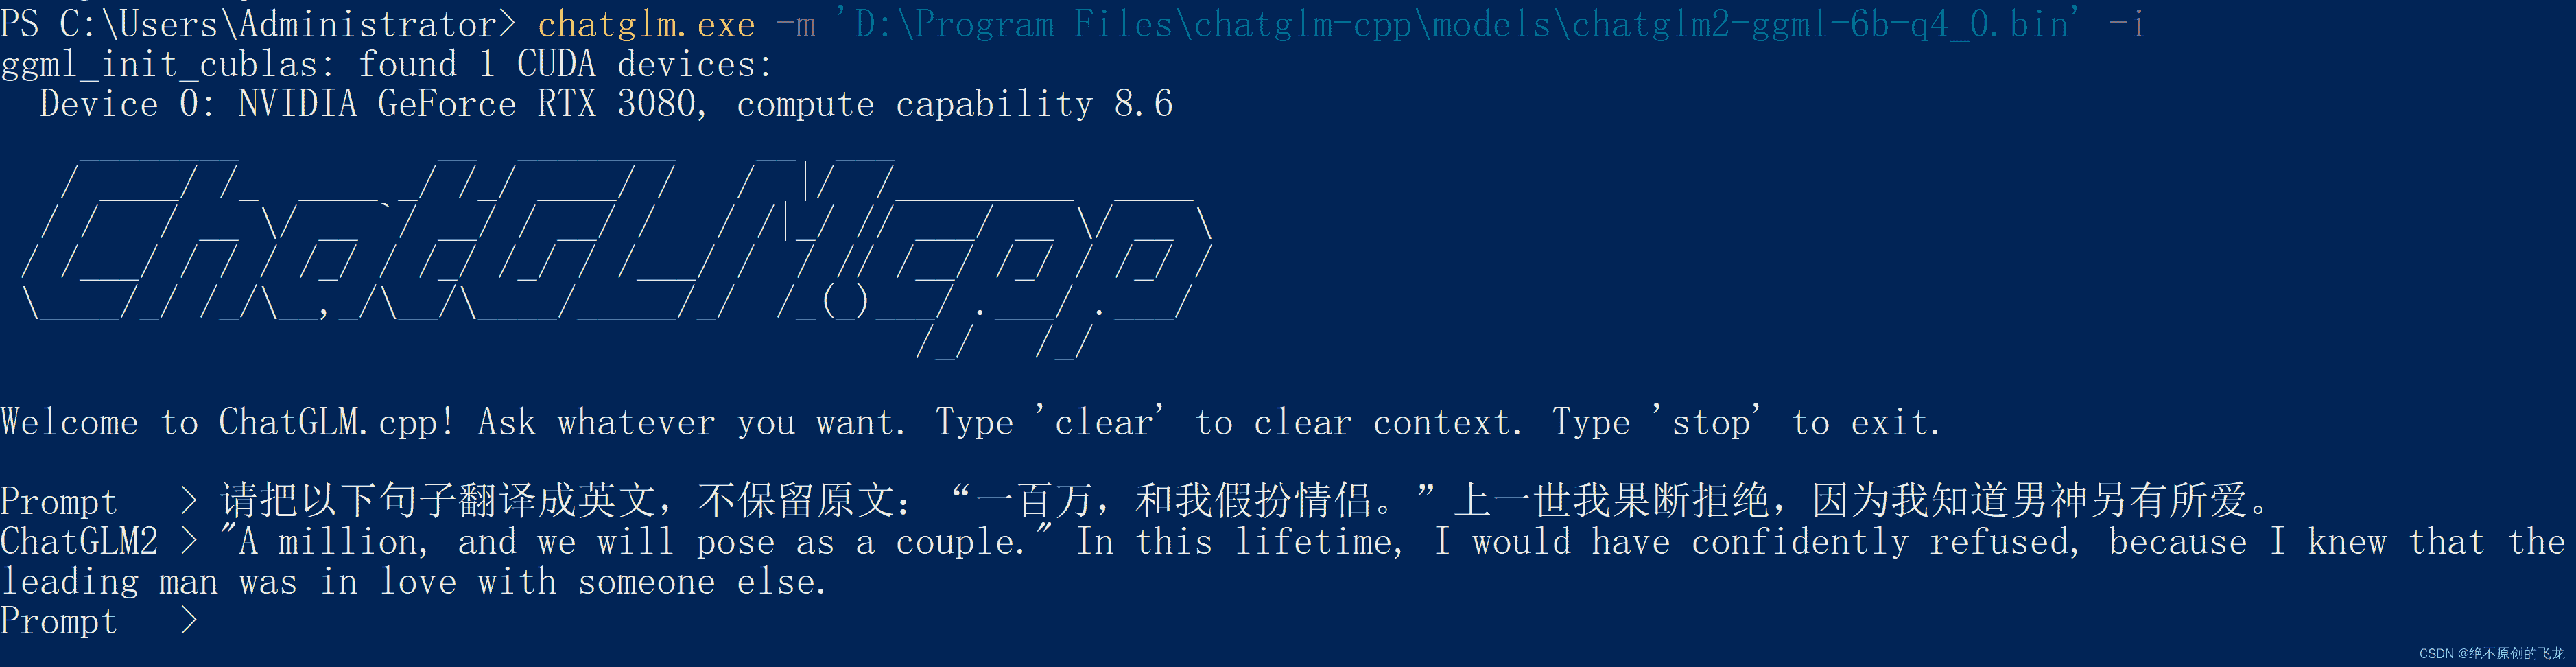 PS C:\Users\Administrator> chatglm.exe -m 'D:\Program Files\chatglm-cpp\models\chatglm2-ggml-6b-q4_0.bin' -i
ggml_init_cublas: found 1 CUDA devices:
  Device 0: NVIDIA GeForce RTX 3080, compute capability 8.6
ChatGLM.cpp
Welcome to ChatGLM.cpp! Ask whatever you want. Type 'clear' to clear context. Type 'stop' to exit.
Prompt   > 请把以下句子翻译成英文，不保留原文：“一百万，和我假扮情侣。”上一世我果断拒绝，因为我知道男神另有所爱。
ChatGLM2 > "A million, and we will pose as a couple." In this lifetime, I would have confidently refused, because I knew that the
leading man was in love with someone else.
Prompt   >
CSDN @绝不原创的飞龙